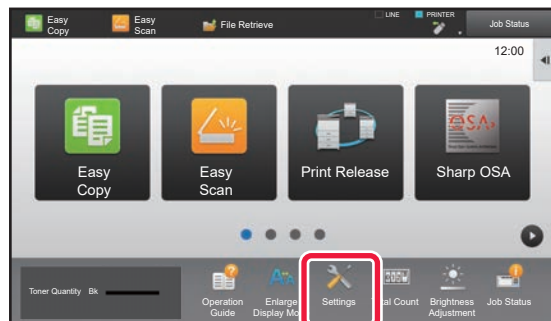 Easy
Copy
Easy
Scan
File Retrieve
LINE
PRINTER
Job Status
12:00
Easy
Copy
Easy
Scan
Print Release
Sharp OSA
Toner Quantity Bk
Operation
Guide
Enlarge
Display Mo
Settings
tal Count
Brightness
Adjustment
Job Status